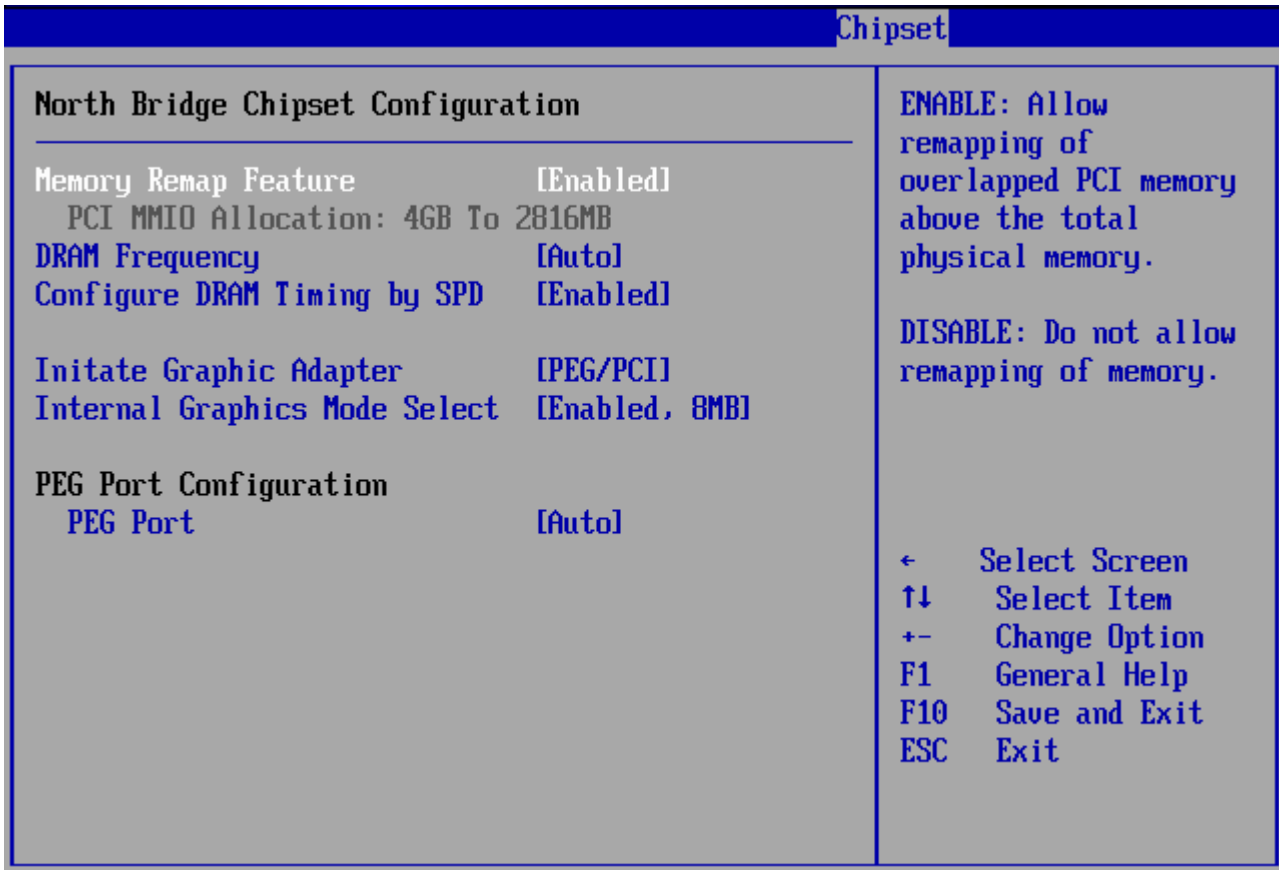 Chipset
North Bridge Chipset Configuration
Memory Remap Feature [Enabled]
PCI MMIO Allocation: 4GB To 2816MB
DRAM Frequency [Auto]
Configure DRAM Timing by SPD [Enabled]
Initate Graphic Adapter [PEG/PCI]
Internal Graphics Mode Select [Enabled, 8MB]
PEG Port Configuration
PEG Port [Auto]
ENABLE: Allow
remapping of
overlapped PCI memory
above the total
physical memory.
DISABLE: Do not allow
remapping of memory.
← Select Screen
↑↓ Select Item
+- Change Option
F1 General Help
F10 Save and Exit
ESC Exit